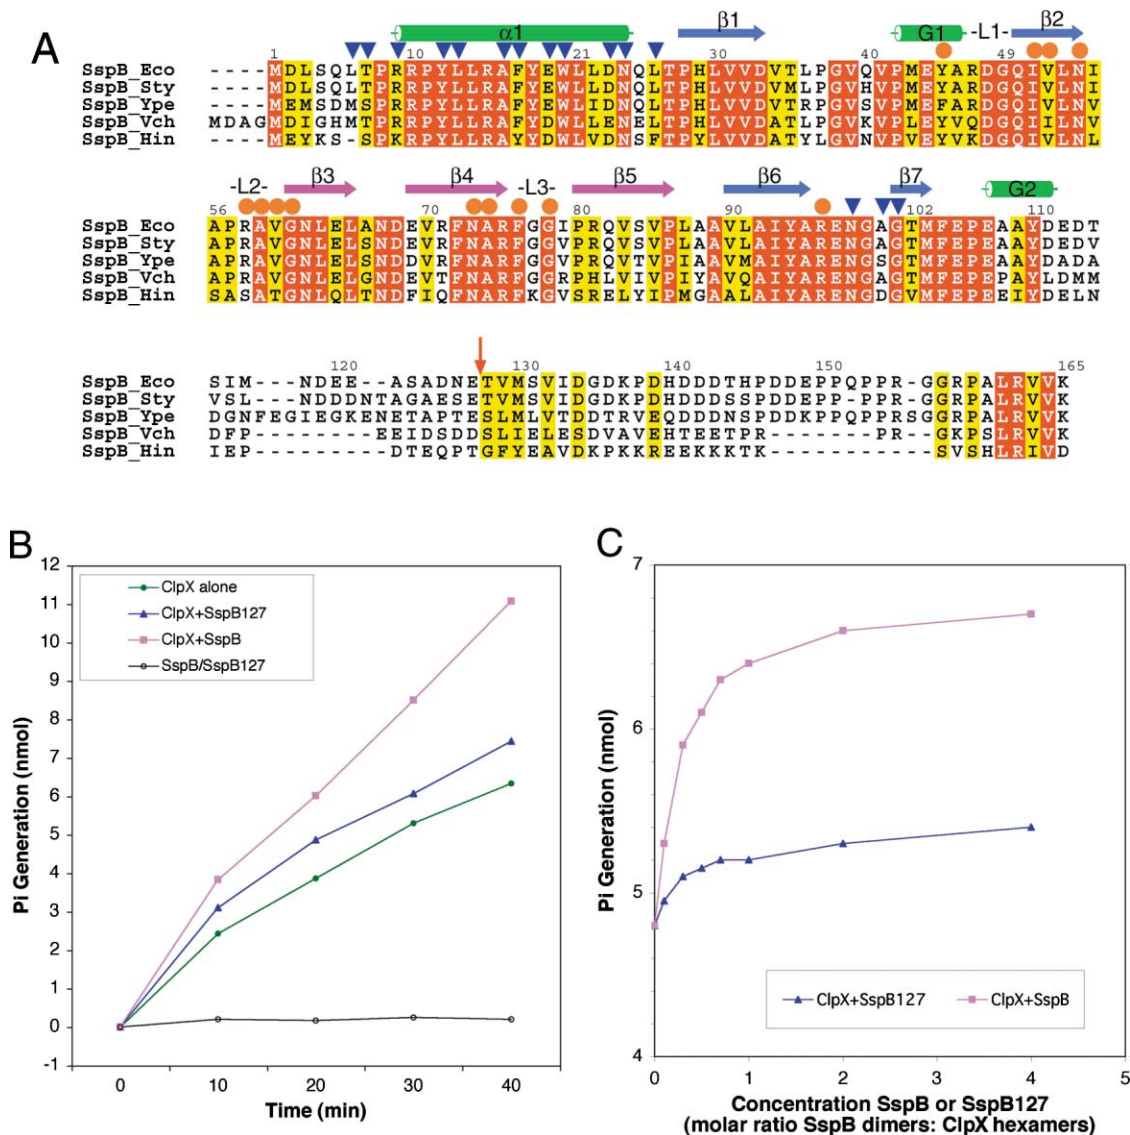 A
α1 β1 G1 -L1- β2
1 10 21 30 40 49
SspB_Eco ----MDLSQLTPRRPYLLRAFYEWLLDNQLTPHLVVDVTLPGVQVPMEYARDGQIVLNI
SspB_Sty ----MDLSQLTPRRPYLLRAFYEWLLDNQLTPHLVVDVMLPGVHVPMEYARDGQIVLNI
SspB_Ype ----MEMSDMSPRRPYLLRAFYEWLLDNQLTPHLVVDVTRPGVKVPMEFARDGQIVLNV
SspB_Vch MDAGMDIGHMTPRRPYLLRAFYDWLLENELTPHLVVDATLPGVRVPLEYVQDGQIILNL
SspB_Hin ----MEYKS-SPKRPYLLRAYYDWLVDNSFTPYLVVDATYLGVNVPVEYVKDGQIVLNL
-L2- β3 β4 -L3- β5 β6 β7 G2
56 70 80 90 102 110
SspB_Eco APRAVGNLELANDEVRFNARFGGIPRQVSVPLAAVLAIYARENGAGTMFEPEAAYDEDT
SspB_Sty APRAVGNLELSNDEVRFNARFGGVPRQVSVPLAAVLAIYARENGAGTMFEPEAAYDEDV
SspB_Ype APRAVGNLELGNDDVRFNARFGGVPRQVTVPIAAVMAIYARENGAGTMFEPEAAYDADA
SspB_Vch APRAVGNLELGNDEVRFNARFGGRPHLVYVPIYAVQAIYARENGAGTMFEPEPAYLDMM
SspB_Hin SASATGNLQLTNDFIQFNARFKGVSRELYIPMGAALAIYARENGDGVMFEPEEIYDELN
120 130 140 150 165
SspB_Eco SIM---NDEE--ASADNETVMSVIDGDKPDHDDDTHPDDEPPQPPR-GGRPALRVVK
SspB_Sty VSL---NDDDNTAGAESETVMSVIDGDKPDHDDDSSPDDEPPP-PPR-GGRPALRVVK
SspB_Ype DGNFEGIEGKENETAPTESLMLVTDDTRVEQDDDNSPDDKPPQPPRSGGRPALRVVK
SspB_Vch DFP------EEIDSDDSLIELESDVAVEHTEETPR-------PR-GKPSLRVVK
SspB_Hin IEP------DTEQPTGFYEAVDKPKKREEKKKTK----------SVSHLRIVD
B
Pi Generation (nmol)
12
11
10
9
8
7
6
5
4
3
2
1
0
-1
ClpX alone
ClpX+SspB127
ClpX+SspB
SspB/SspB127
0 10 20 30 40
Time (min)
C
Pi Generation (nmol)
7
6
5
4
ClpX+SspB127 ClpX+SspB
0 1 2 3 4 5
Concentration SspB or SspB127
(molar ratio SspB dimers: ClpX hexamers)